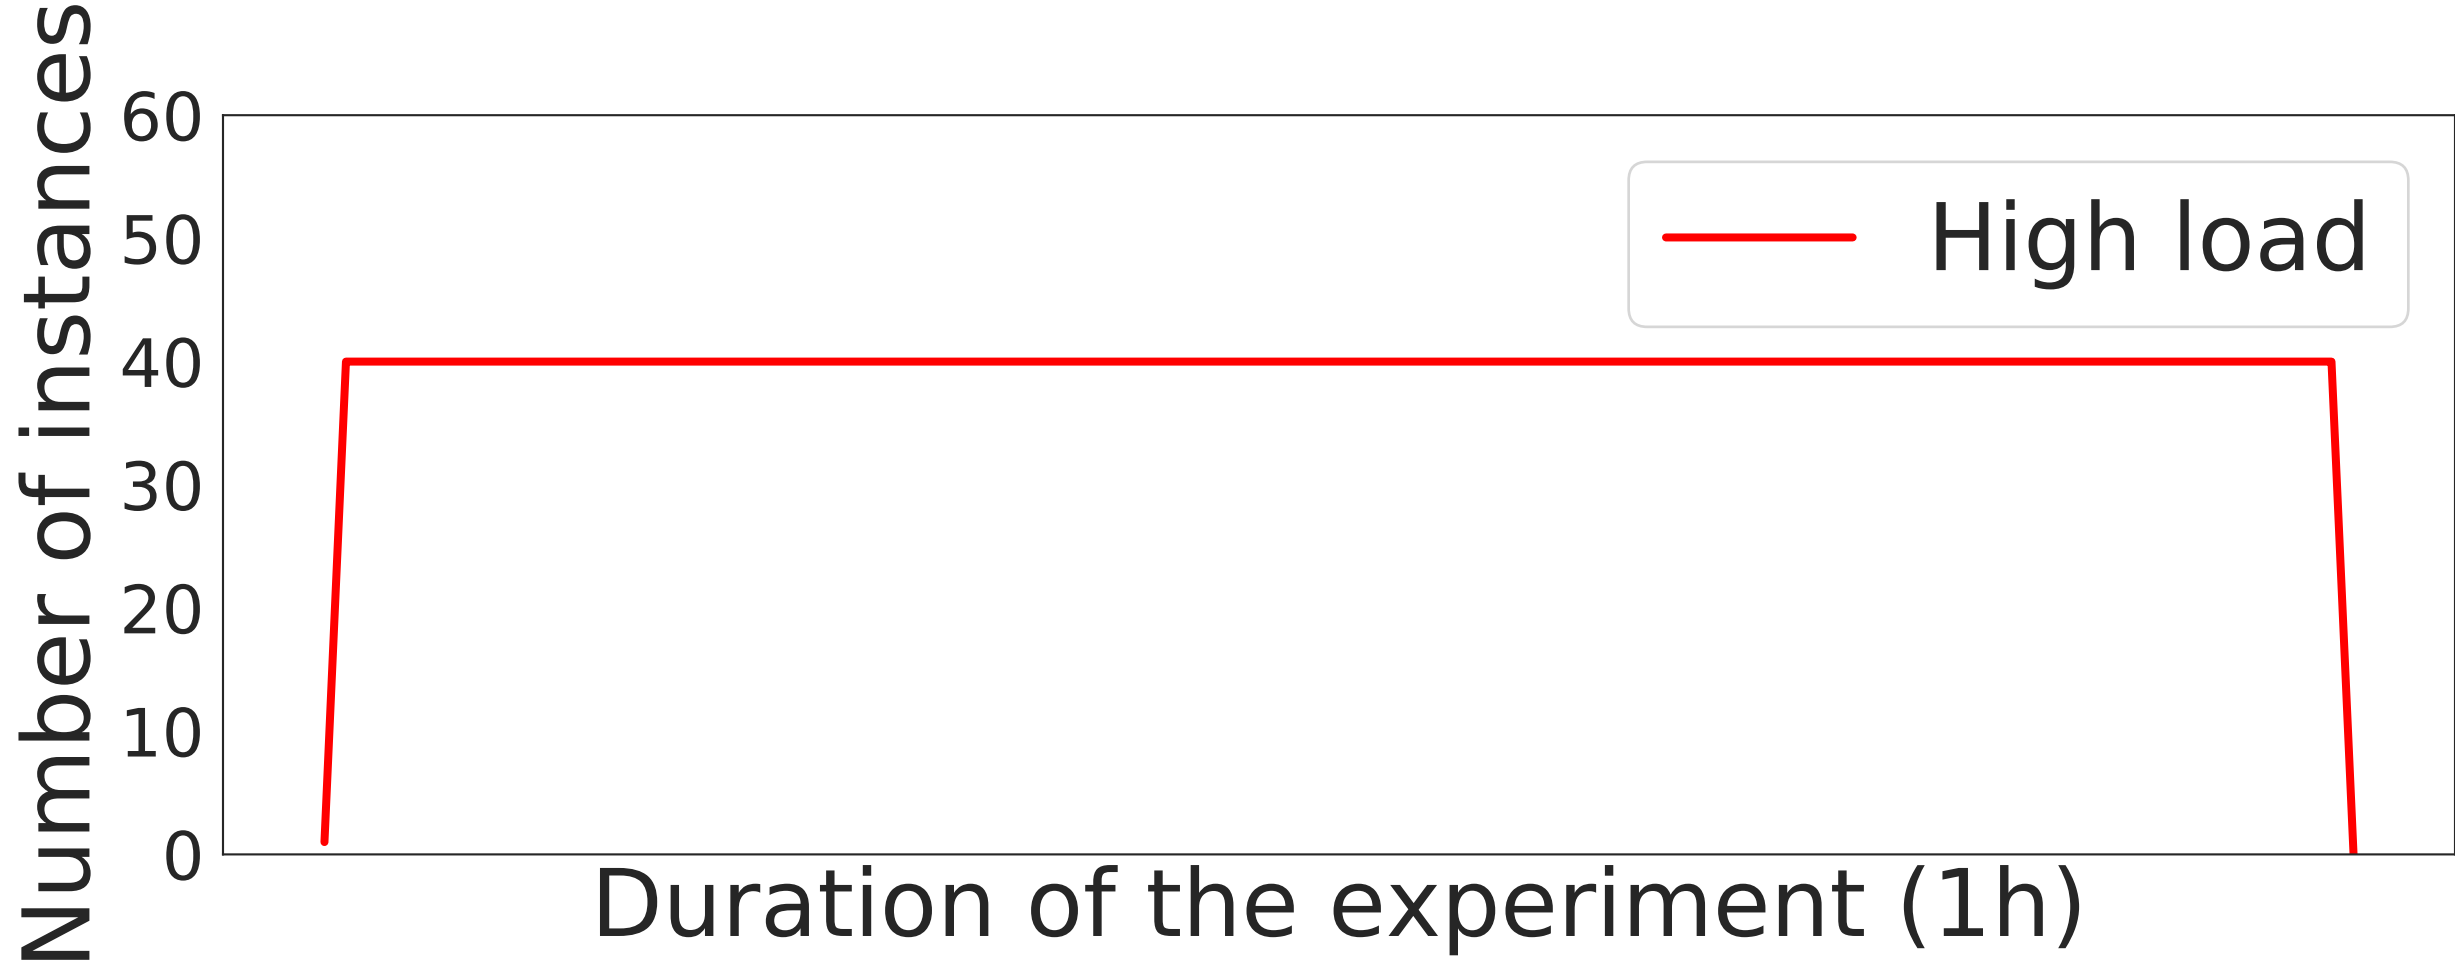 Number of instances
60
50
40
30
20
10
0
High load
Duration of the experiment (1h)